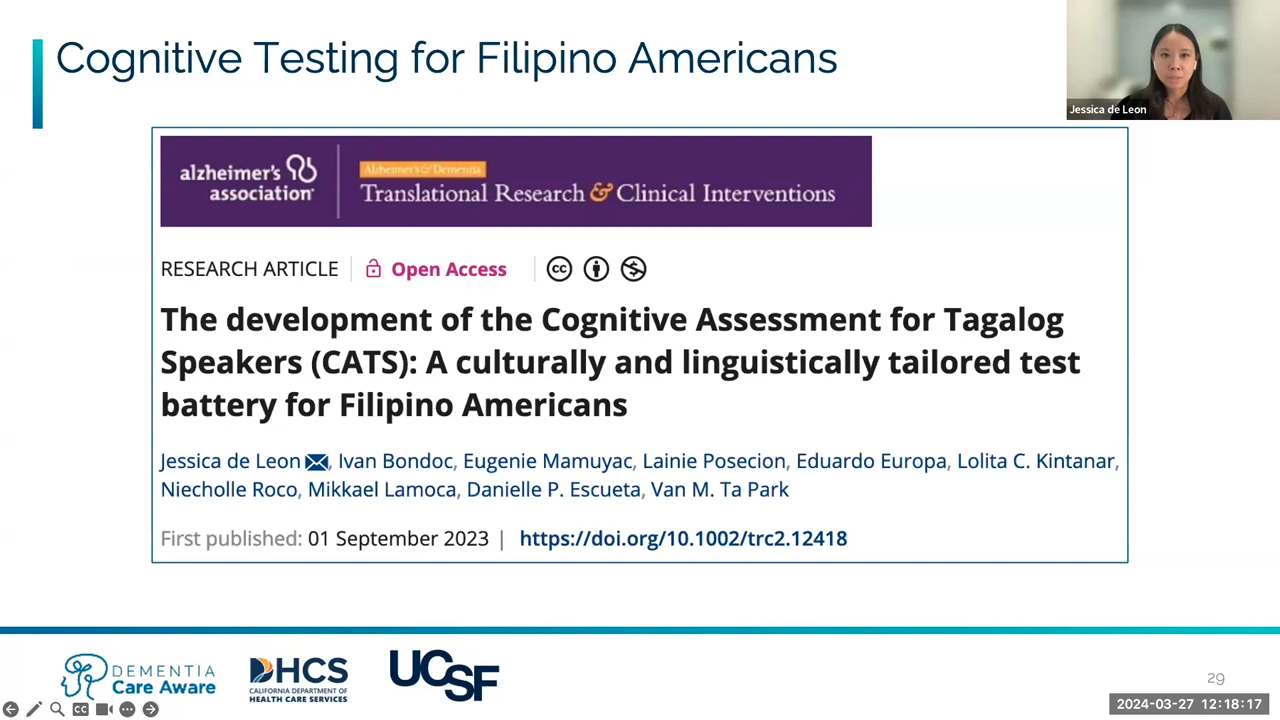 Cognitive Testing for Filipino Americans
Jessica de Leon
alzheimer's
association®
Alzheimer's & Dementia
Translational Research & Clinical Interventions
RESEARCH ARTICLE | Open Access
The development of the Cognitive Assessment for Tagalog
Speakers (CATS): A culturally and linguistically tailored test
battery for Filipino Americans
Jessica de Leon, Ivan Bondoc, Eugenie Mamuyac, Lainie Posecion, Eduardo Europa, Lolita C. Kintanar,
Niecholle Roco, Mikkael Lamoca, Danielle P. Escueta, Van M. Ta Park
First published: 01 September 2023 | https://doi.org/10.1002/trc2.12418
DEMENTIA
Care Aware
DHCS
CALIFORNIA DEPARTMENT OF
HEALTH CARE SERVICES
UCSF
29
2024-03-27 12:18:17